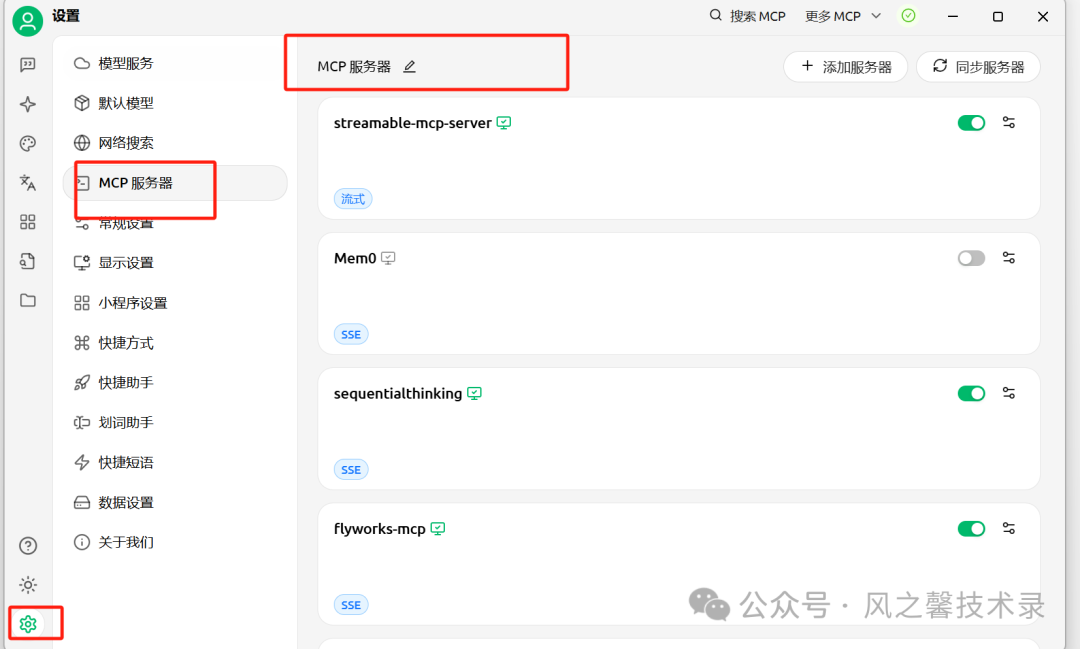 设置
搜索 MCP
更多 MCP
模型服务
默认模型
网络搜索
MCP 服务器
常规设置
显示设置
小程序设置
快捷方式
快捷助手
划词助手
快捷短语
数据设置
关于我们
MCP 服务器
添加服务器
同步服务器
streamable-mcp-server
流式
Mem0
SSE
sequentialthinking
SSE
flyworks-mcp
SSE
公众号 · 风之馨技术录